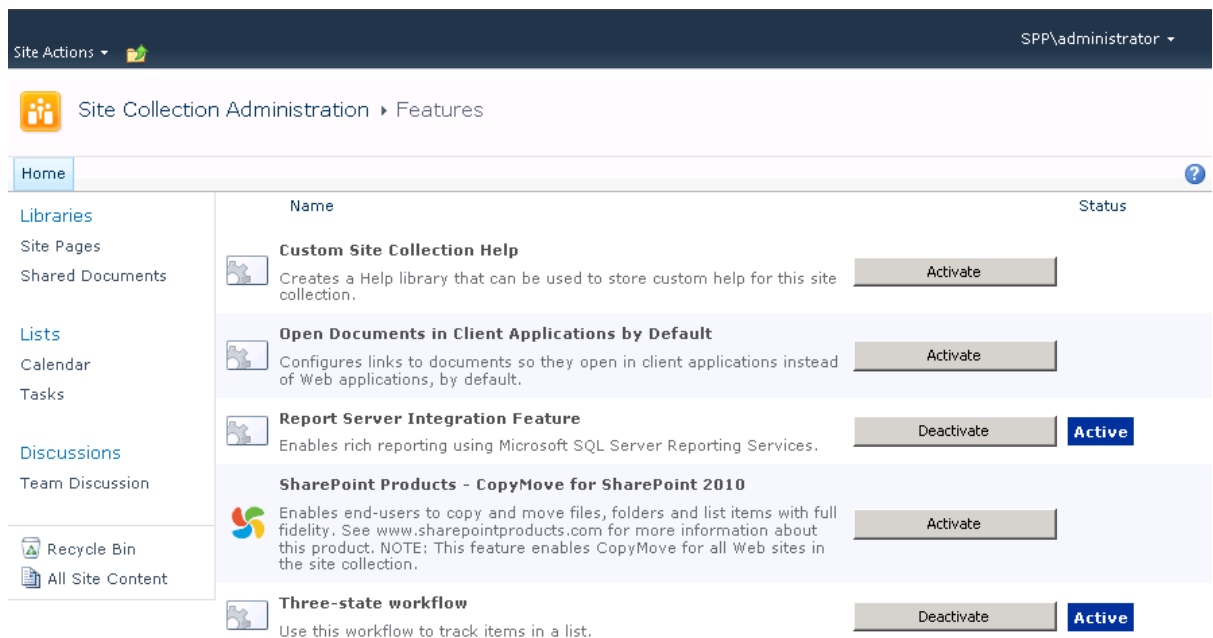 SPP\administrator
Site Actions
Site Collection Administration ▸ Features
Home
Libraries
Site Pages
Shared Documents
Lists
Calendar
Tasks
Discussions
Team Discussion
Recycle Bin
All Site Content
Name
Status
Custom Site Collection Help
Creates a Help library that can be used to store custom help for this site
collection.
Activate
Open Documents in Client Applications by Default
Configures links to documents so they open in client applications instead
of Web applications, by default.
Activate
Report Server Integration Feature
Enables rich reporting using Microsoft SQL Server Reporting Services.
Deactivate
Active
SharePoint Products - CopyMove for SharePoint 2010
Enables end-users to copy and move files, folders and list items with full
fidelity. See www.sharepointproducts.com for more information about
this product. NOTE: This feature enables CopyMove for all Web sites in
the site collection.
Activate
Three-state workflow
Use this workflow to track items in a list.
Deactivate
Active